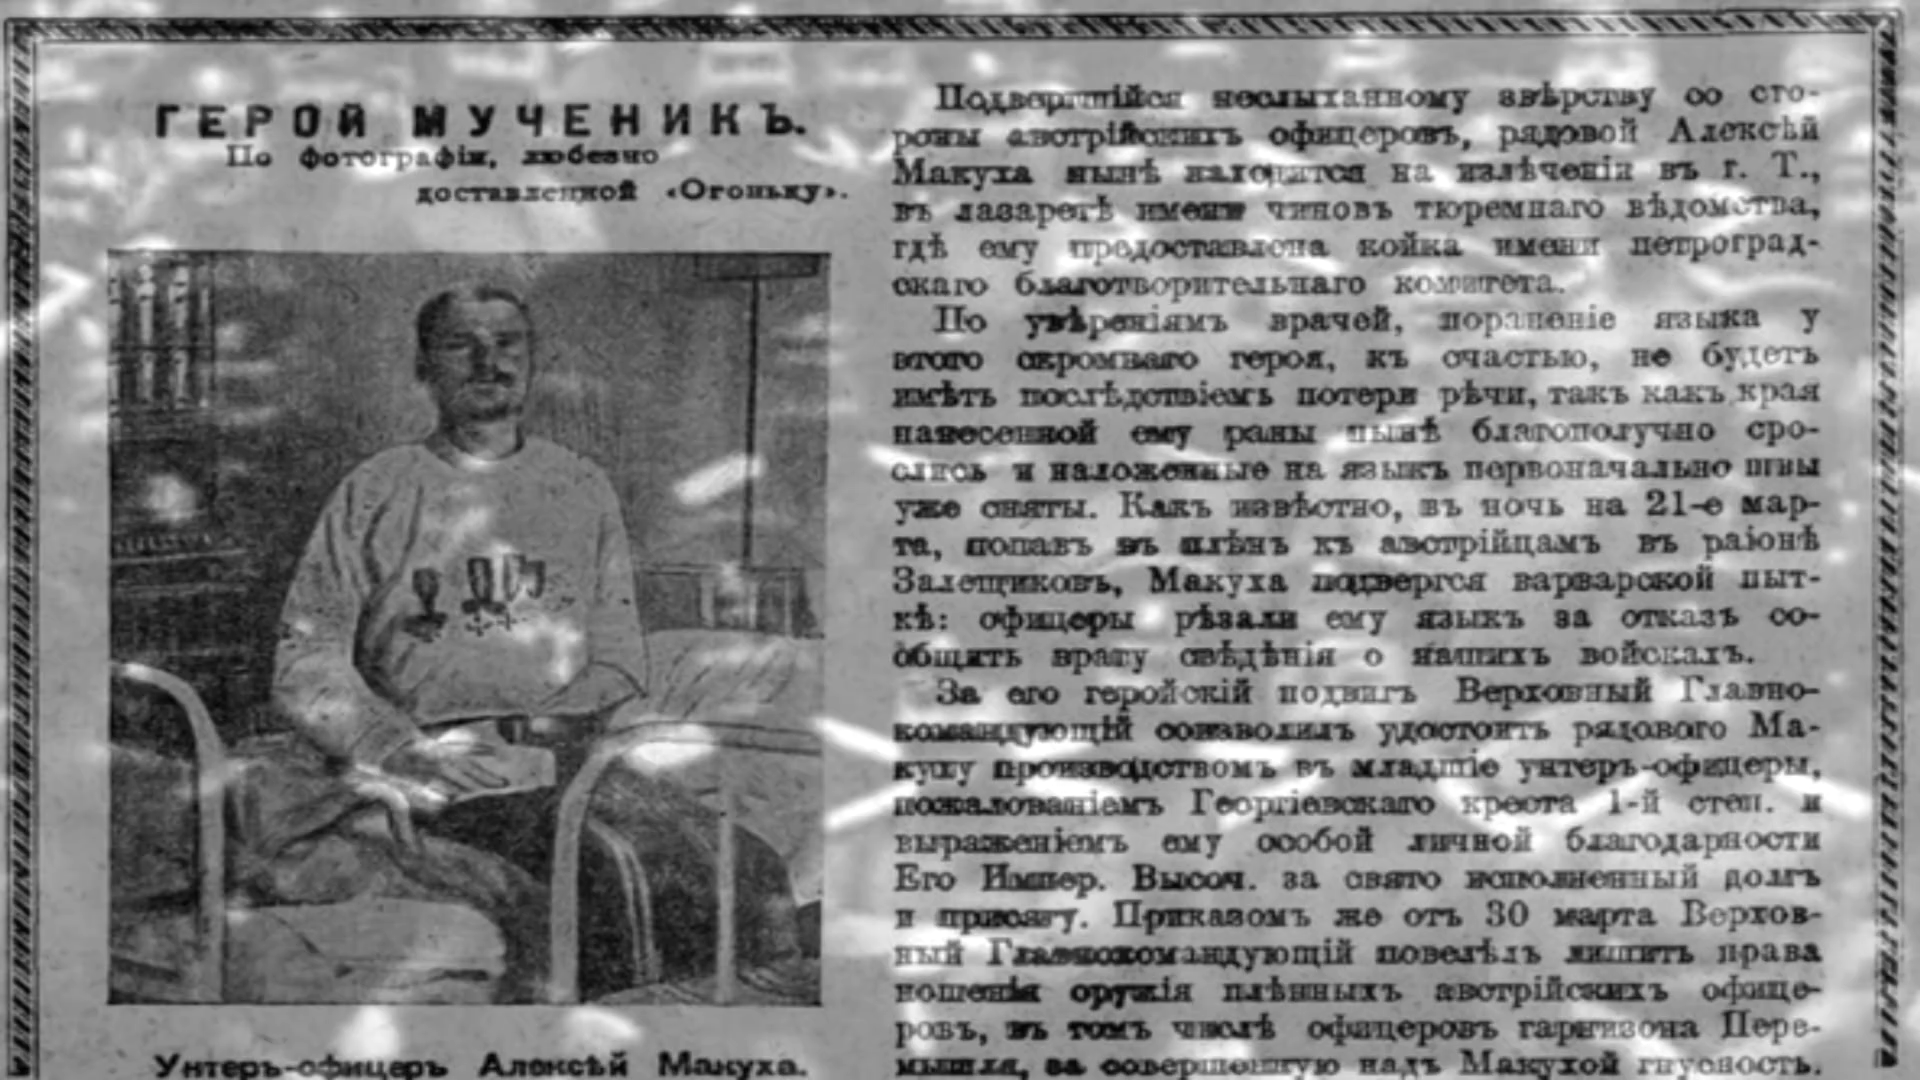 ГЕРОЙ МУЧЕНИКЪ.
По фотографіи, любезно
доставленной «Огоньку».
Унтеръ-офицеръ Алексѣй Макуха.
Подвергшійся неслыханному звѣрству со сто-
роны австрійскихъ офицеровъ, рядовой Алексѣй
Макуха нынѣ находится на излѣченіи въ г. Т.,
въ лазаретѣ имени чиновъ тюремнаго вѣдомства,
гдѣ ему предоставлена койка имени петроград-
скаго благотворительнаго комитета.
По увѣреніямъ врачей, пораненіе языка у
этого скромнаго героя, къ счастью, не будетъ
имѣть послѣдствіемъ потери рѣчи, такъ какъ края
нанесенной ему раны нынѣ благополучно сро-
слись и наложенные на языкъ первоначально швы
уже сняты. Какъ извѣстно, въ ночь на 21-е мар-
та, попавъ въ плѣнъ къ австрійцамъ въ раіонѣ
Залещиковъ, Макуха подвергся варварской пыт-
кѣ: офицеры рѣзали ему языкъ за отказъ со-
общить врагу свѣдѣнія о нашихъ войскахъ.
За его геройскій подвигъ Верховный Главно-
командующій соизволилъ удостоить рядового Ма-
куху производствомъ въ младшіе унтеръ-офицеры,
пожалованіемъ Георгіевскаго креста 1-й степ. и
выраженіемъ ему особой личной благодарности
Его Импер. Высоч. за свято исполненный долгъ
и присягу. Приказомъ же отъ 30 марта Верхов-
ный Главнокомандующій повелѣлъ лишить права
ношенія оружія плѣнныхъ австрійскихъ офице-
ровъ, въ томъ числѣ офицеровъ гарнизона Пере-
мышля, за совершенную надъ Макухой гнусность.